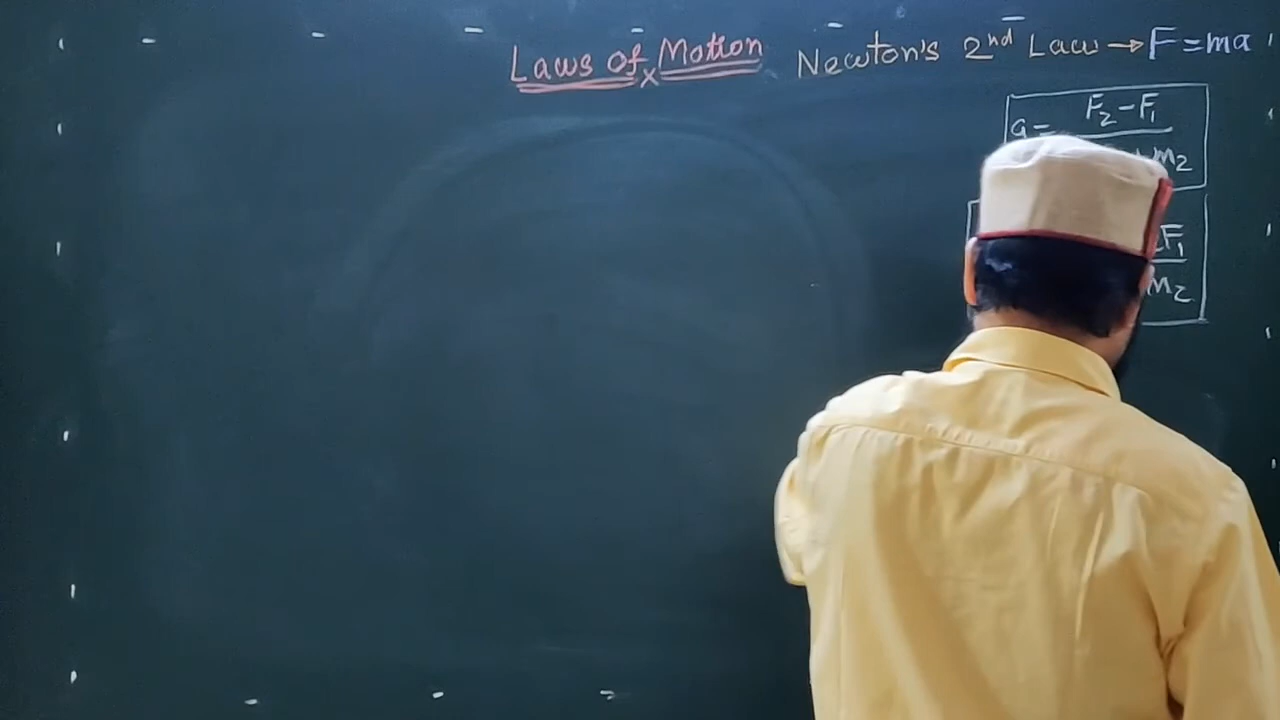 Laws of Motion Newton's 2nd Law → F = ma
x
a = F₂ - F₁
m₂
F₁
m₂